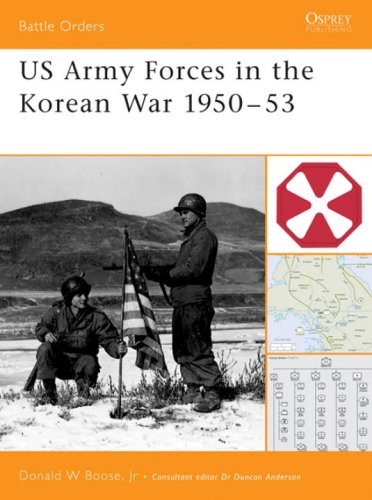 Battle Orders
OSPREY
PUBLISHING
US Army Forces in the
Korean War 1950–53
Donald W Boose, Jr • Consultant editor Dr Duncan Anderson